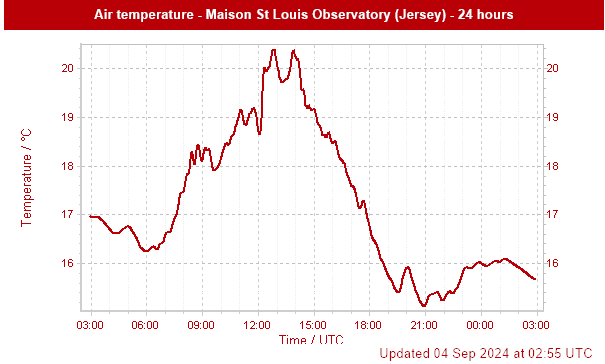 Air temperature - Maison St Louis Observatory (Jersey) - 24 hours
Temperature / °C
20 20
19 19
18 18
17 17
16 16
03:00 06:00 09:00 12:00 15:00 18:00 21:00 00:00 03:00
Time / UTC
Updated 04 Sep 2024 at 02:55 UTC